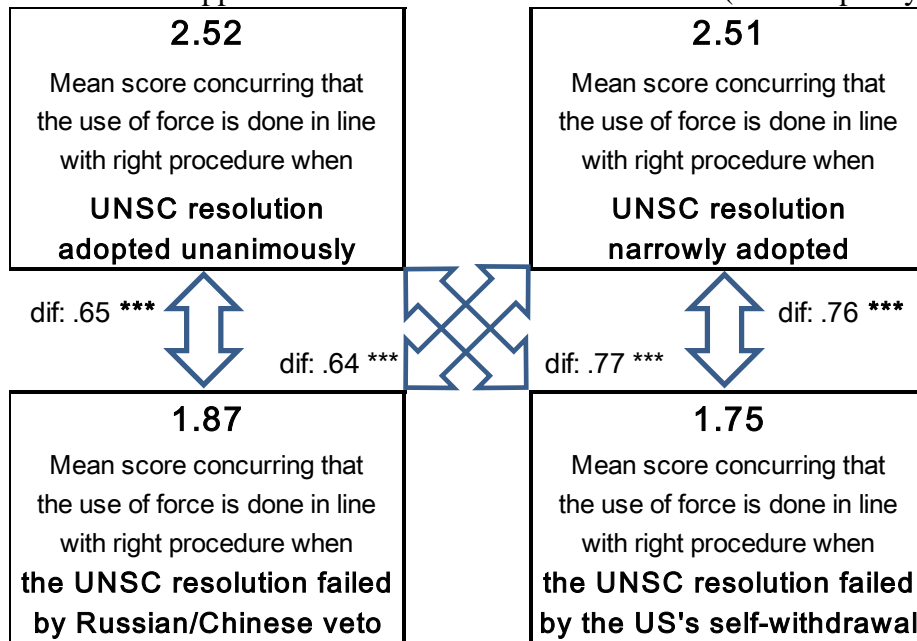 2.52
Mean score concurring that
the use of force is done in line
with right procedure when
UNSC resolution
adopted unanimously
2.51
Mean score concurring that
the use of force is done in line
with right procedure when
UNSC resolution
narrowly adopted
dif: .65 ***
dif: .76 ***
dif: .64 ***
dif: .77 ***
1.87
Mean score concurring that
the use of force is done in line
with right procedure when
the UNSC resolution failed
by Russian/Chinese veto
1.75
Mean score concurring that
the use of force is done in line
with right procedure when
the UNSC resolution failed
by the US's self-withdrawal